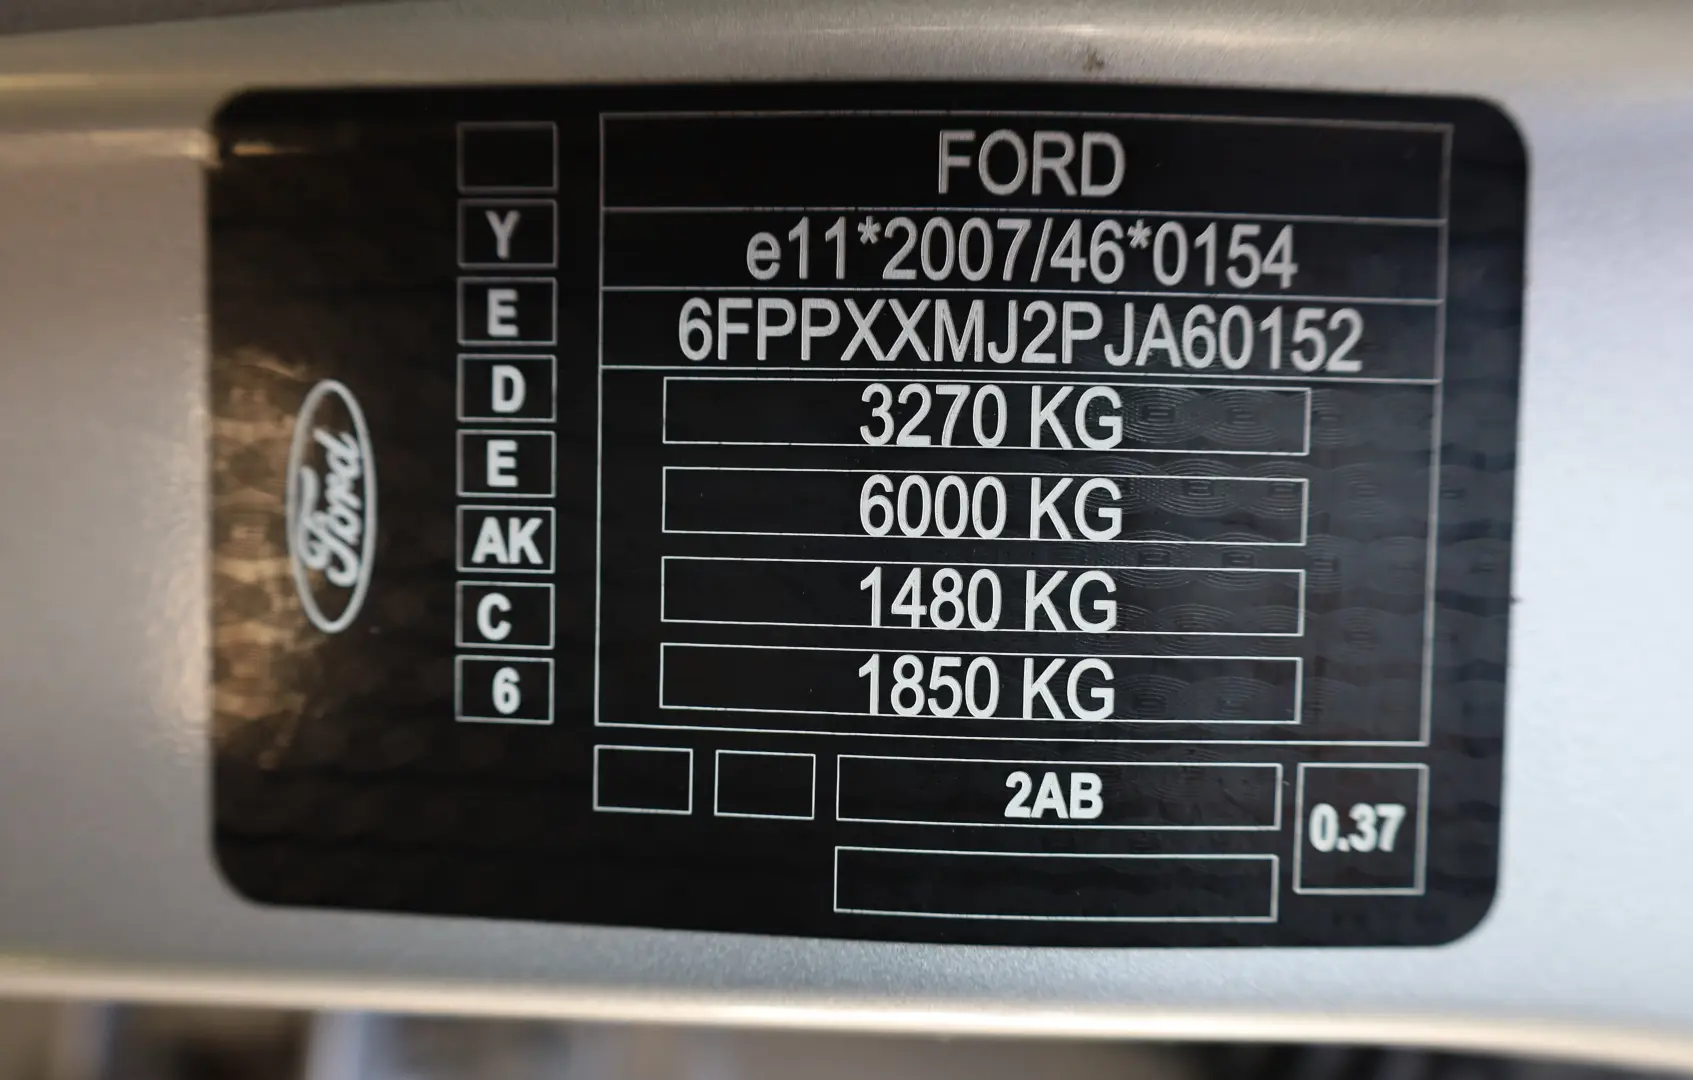 Ford
Y
E
D
E
AK
C
6
FORD
e11*2007/46*0154
6FPPXXMJ2PJA60152
3270 KG
6000 KG
1480 KG
1850 KG
2AB
0.37